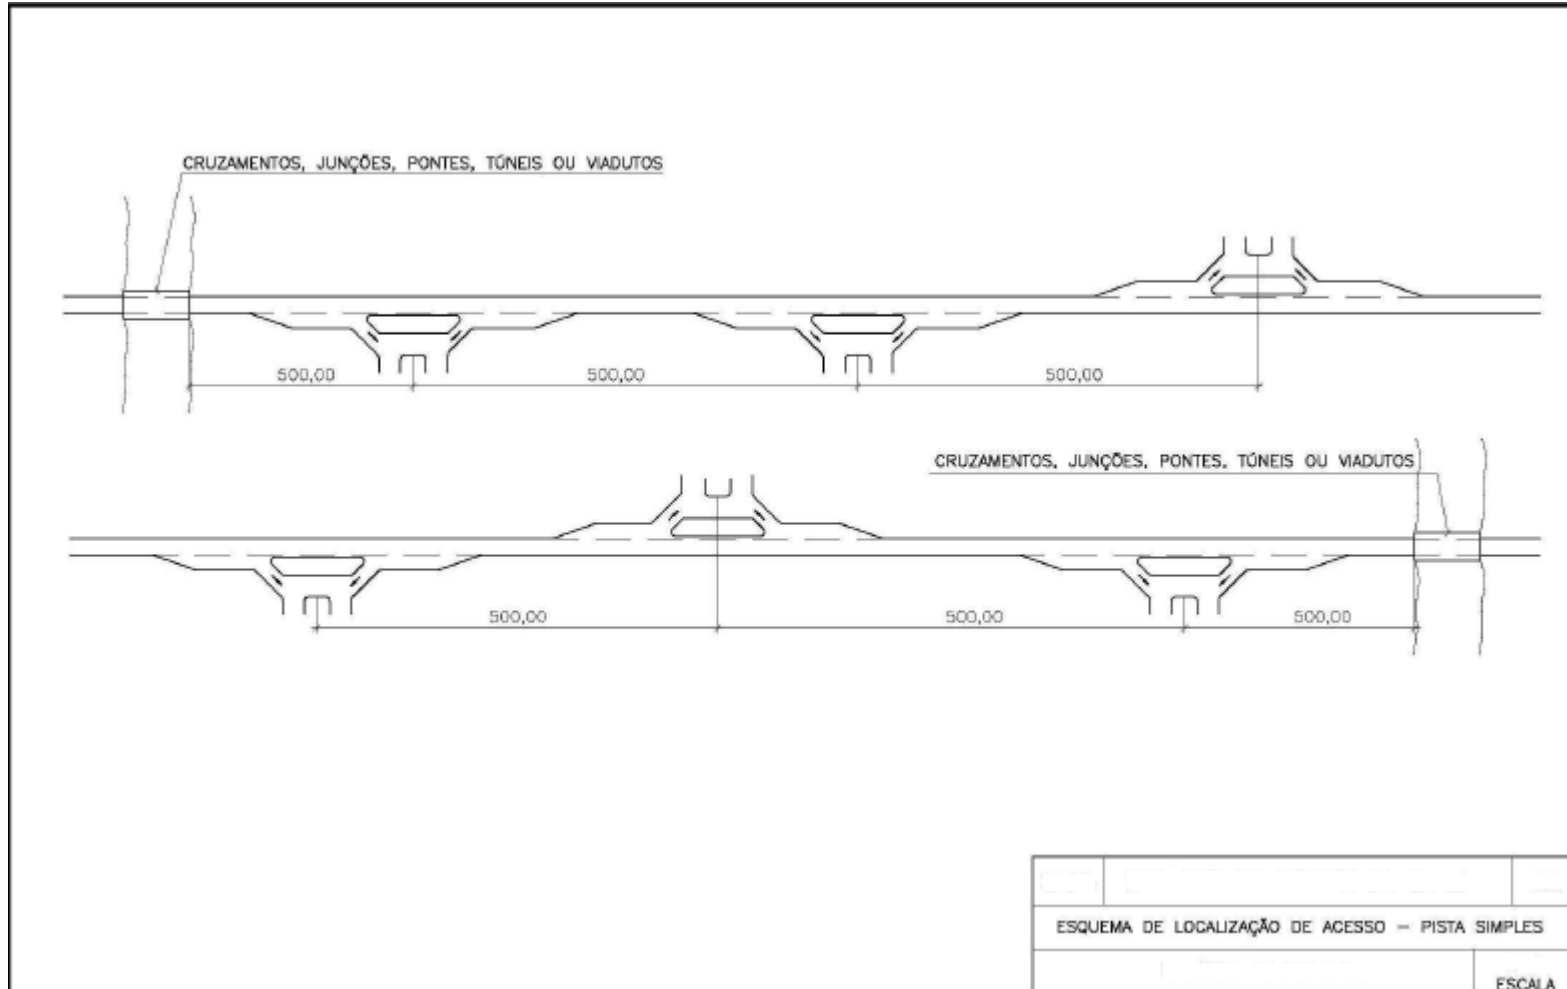 CRUZAMENTOS, JUNÇÕES, PONTES, TÚNEIS OU VIADUTOS
500,00 500,00 500,00
CRUZAMENTOS, JUNÇÕES, PONTES, TÚNEIS OU VIADUTOS
500,00 500,00 500,00
ESQUEMA DE LOCALIZAÇÃO DE ACESSO — PISTA SIMPLES
ESCALA